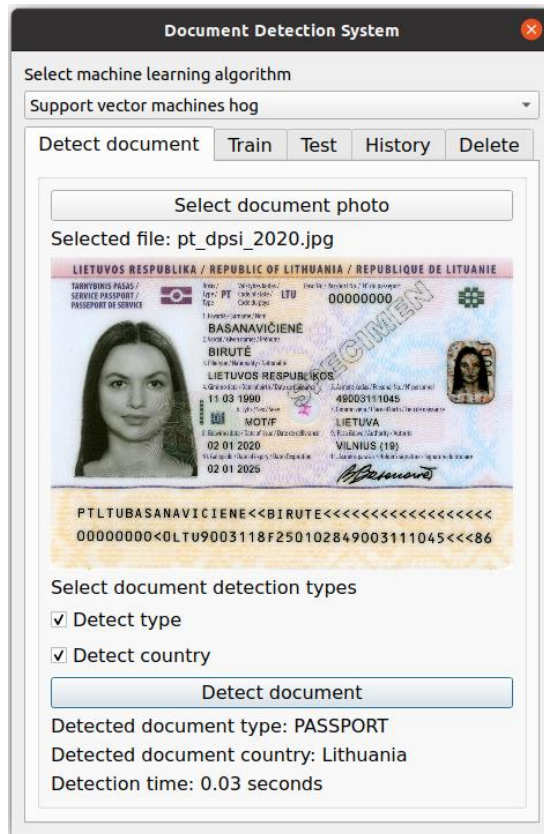 Document Detection System
Select machine learning algorithm
Support vector machines hog
Detect document Train Test History Delete
Select document photo
Selected file: pt_dpsi_2020.jpg
LIETUVOS RESPUBLIKA / REPUBLIC OF LITHUANIA / REPUBLIQUE DE LITUANIE
TARNYBINIS PASAS /
SERVICE PASSPORT /
PASSEPORT DE SERVICE
PT LTU 00000000
BASANAVIČIENĖ
BIRUTĖ
LIETUVOS RESPUBLIKOS
11 03 1990 49003111045
MOT/F LIETUVA
02 01 2020 VILNIUS (19)
02 01 2025
SPECIMEN
PTLTUBASANAVICIENE<<BIRUTE<<<<<<<<<<<<<<<<<<
00000000<0LTU9003118F250102849003111045<<<86
Select document detection types
Detect type
Detect country
Detect document
Detected document type: PASSPORT
Detected document country: Lithuania
Detection time: 0.03 seconds